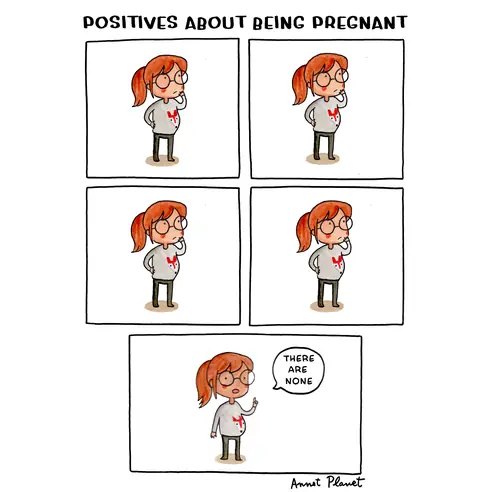 POSITIVES ABOUT BEING PREGNANT
THERE
ARE
NONE
Annet Planet